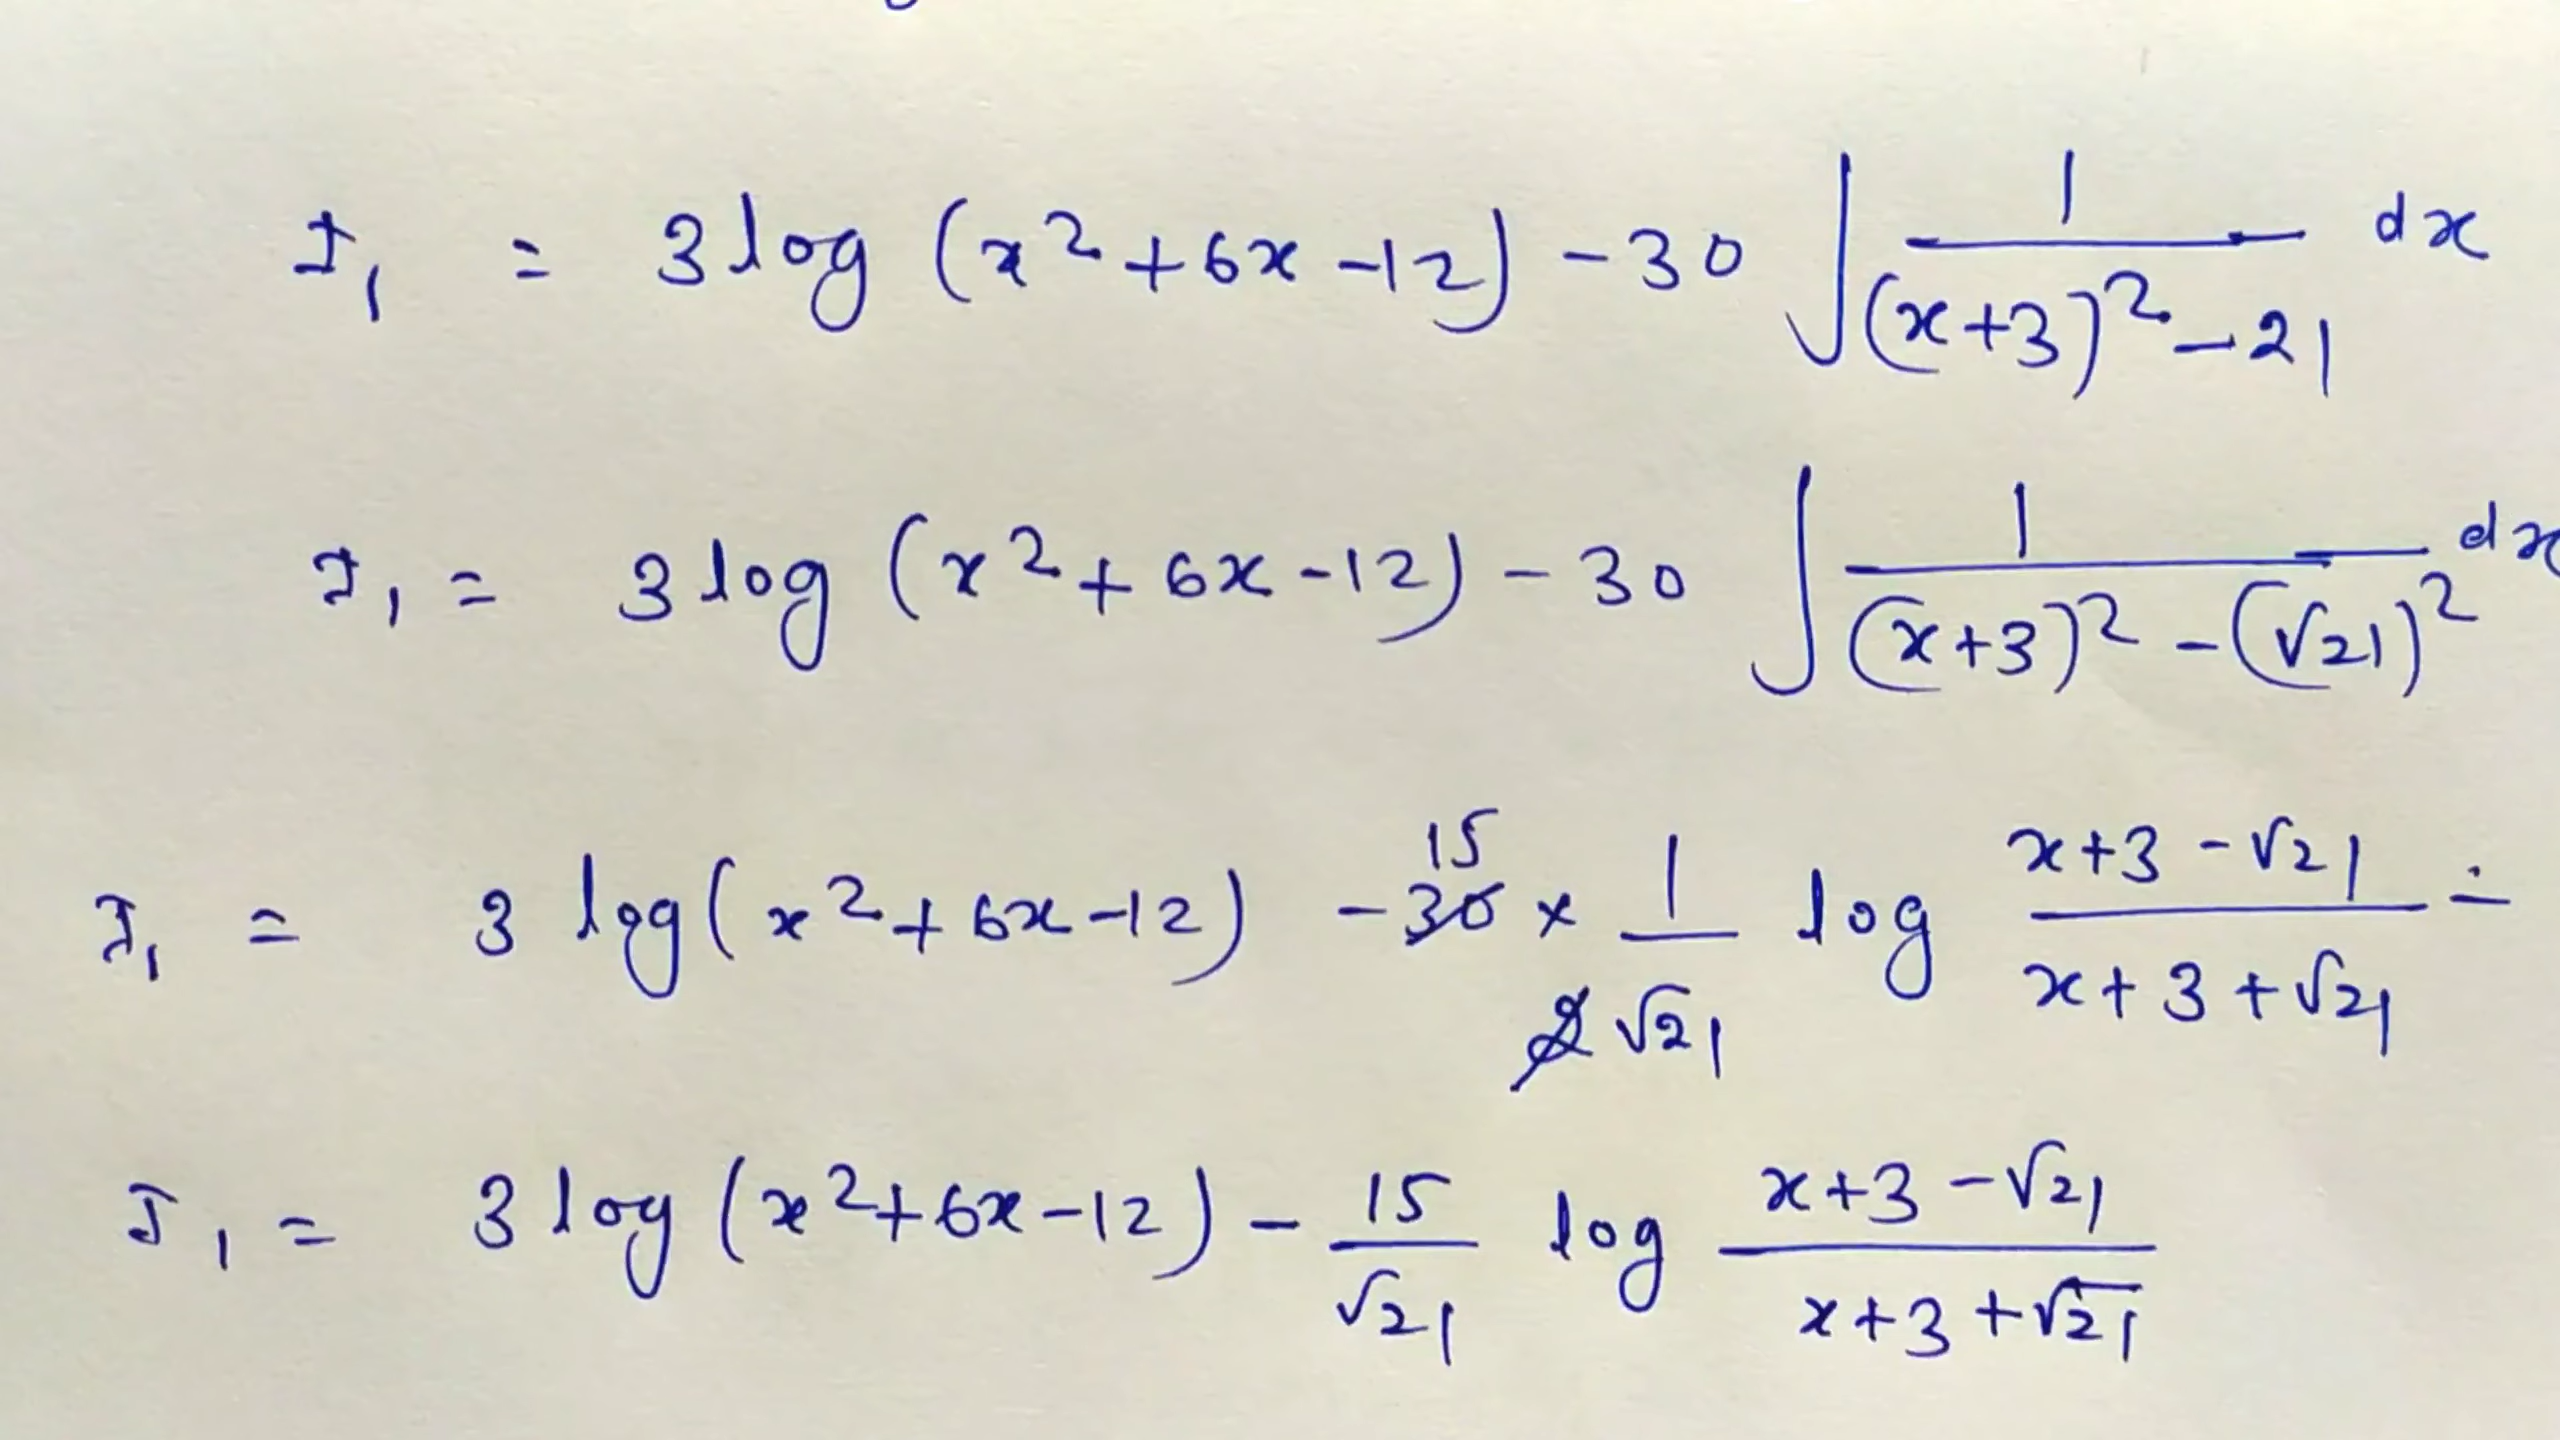 I₁ = 3 log (x² + 6x - 12) - 30 ∫ 1/((x+3)² - 21) dx
I₁ = 3 log (x² + 6x - 12) - 30 ∫ 1/((x+3)² - (√21)²) dx
I₁ = 3 log (x² + 6x - 12) - 30 15 × 1/(2√21) log (x+3-√21)/(x+3+√21)
I₁ = 3 log (x² + 6x - 12) - 15/√21 log (x+3-√21)/(x+3+√21)